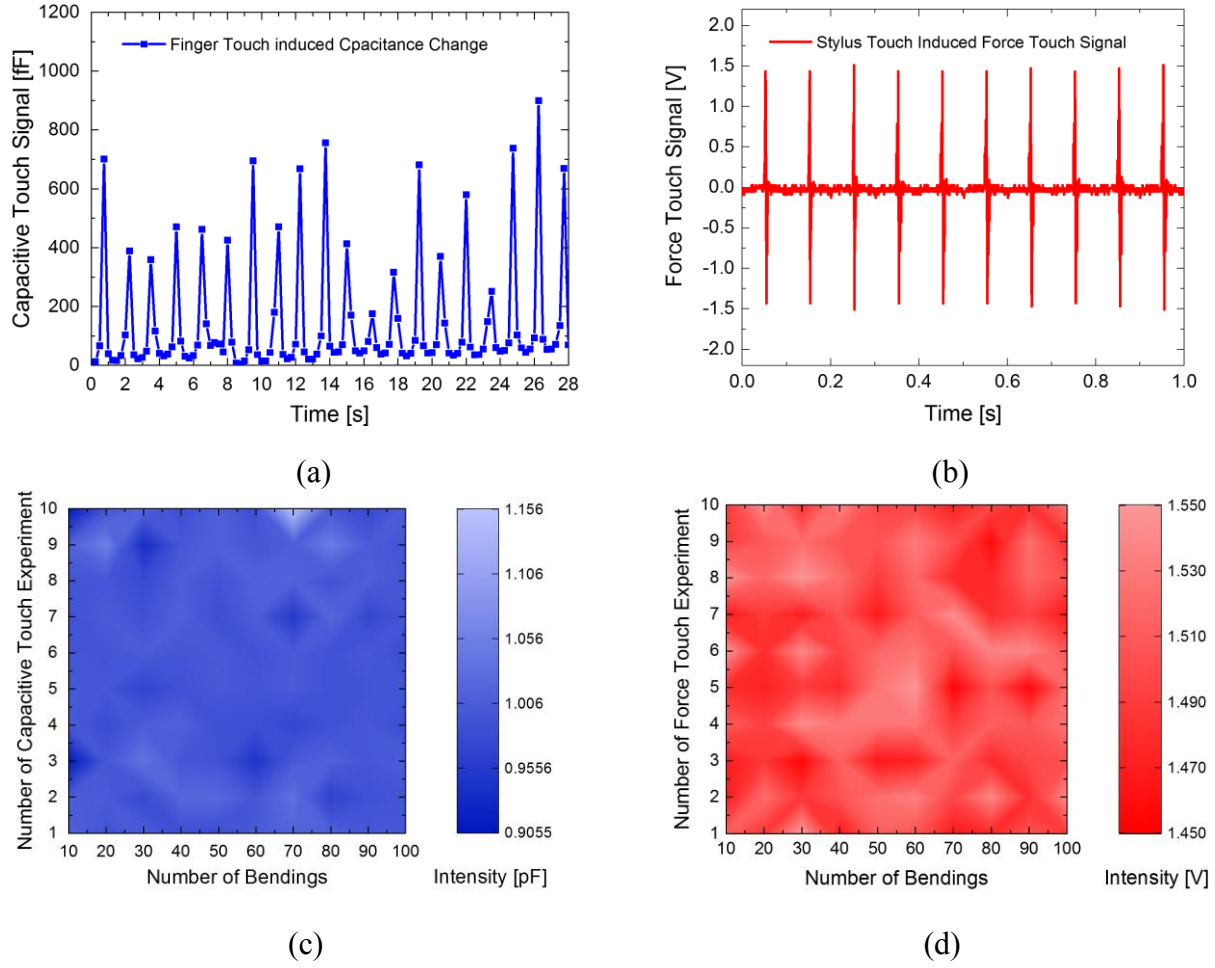 Finger Touch induced Cpacitance Change
Capacitive Touch Signal [fF]
1200
1000
800
600
400
200
0
0 2 4 6 8 10 12 14 16 18 20 22 24 26 28
Time [s]
(a)
Stylus Touch Induced Force Touch Signal
Force Touch Signal [V]
2.0
1.5
1.0
0.5
0.0
-0.5
-1.0
-1.5
-2.0
0.0 0.2 0.4 0.6 0.8 1.0
Time [s]
(b)
Number of Capacitive Touch Experiment
10
9
8
7
6
5
4
3
2
1
10 20 30 40 50 60 70 80 90 100
Number of Bendings
1.156
1.106
1.056
1.006
0.9556
0.9055
Intensity [pF]
(c)
Number of Force Touch Experiment
10
9
8
7
6
5
4
3
2
1
10 20 30 40 50 60 70 80 90 100
Number of Bendings
1.550
1.530
1.510
1.490
1.470
1.450
Intensity [V]
(d)